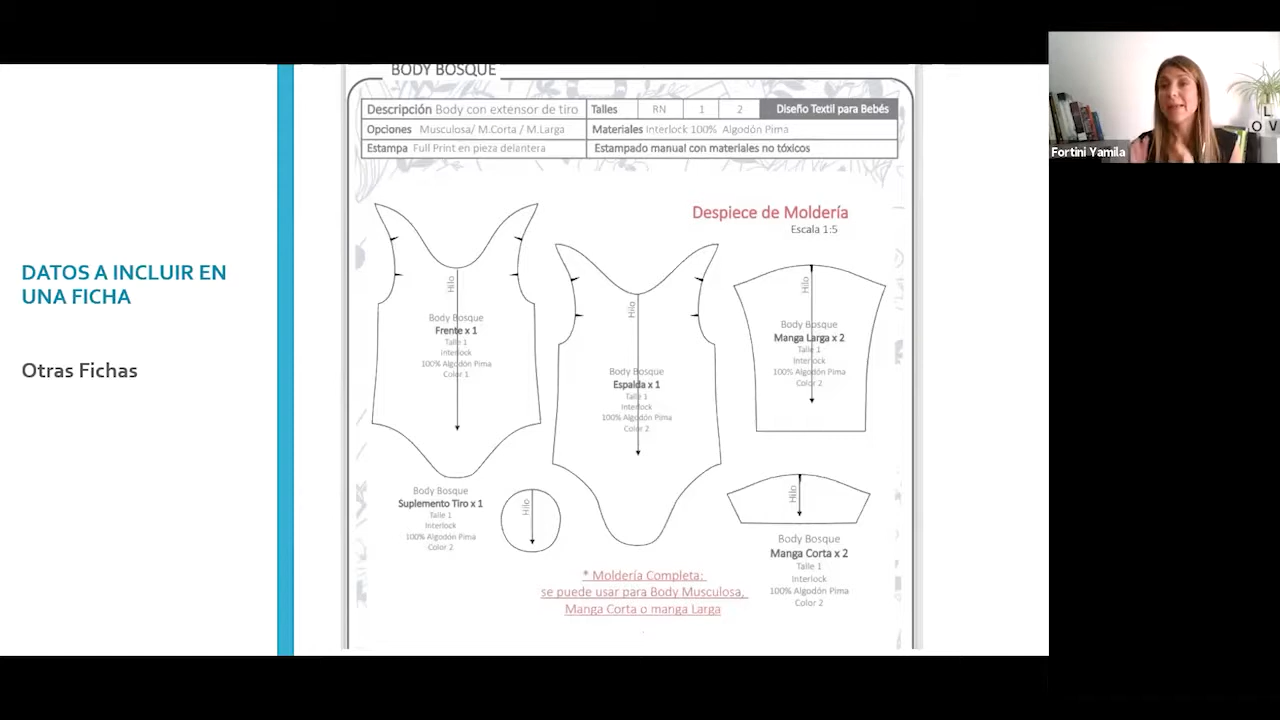 DATOS A INCLUIR EN
UNA FICHA
Otras Fichas
BODY BOSQUE
Descripción Body con extensor de tiro
Talles RN 1 2
Diseño Textil para Bebés
Opciones Musculosa/ M.Corta / M.Larga
Materiales Interlock 100% Algodón Pima
Estampa Full Print en pieza delantera
Estampado manual con materiales no tóxicos
Despiece de Moldería
Escala 1:5
Hilo
Body Bosque
Frente x 1
Talle 1
Interlock
100% Algodón Pima
Color 1
Hilo
Body Bosque
Espalda x 1
Talle 1
Interlock
100% Algodón Pima
Color 2
Hilo
Body Bosque
Manga Larga x 2
Talle 1
Interlock
100% Algodón Pima
Color 2
Body Bosque
Suplemento Tiro x 1
Talle 1
Interlock
100% Algodón Pima
Color 2
Hilo
Hilo
Body Bosque
Manga Corta x 2
Talle 1
Interlock
100% Algodón Pima
Color 2
* Moldería Completa:
se puede usar para Body Musculosa,
Manga Corta o manga Larga
Fortini Yamila
L
O V